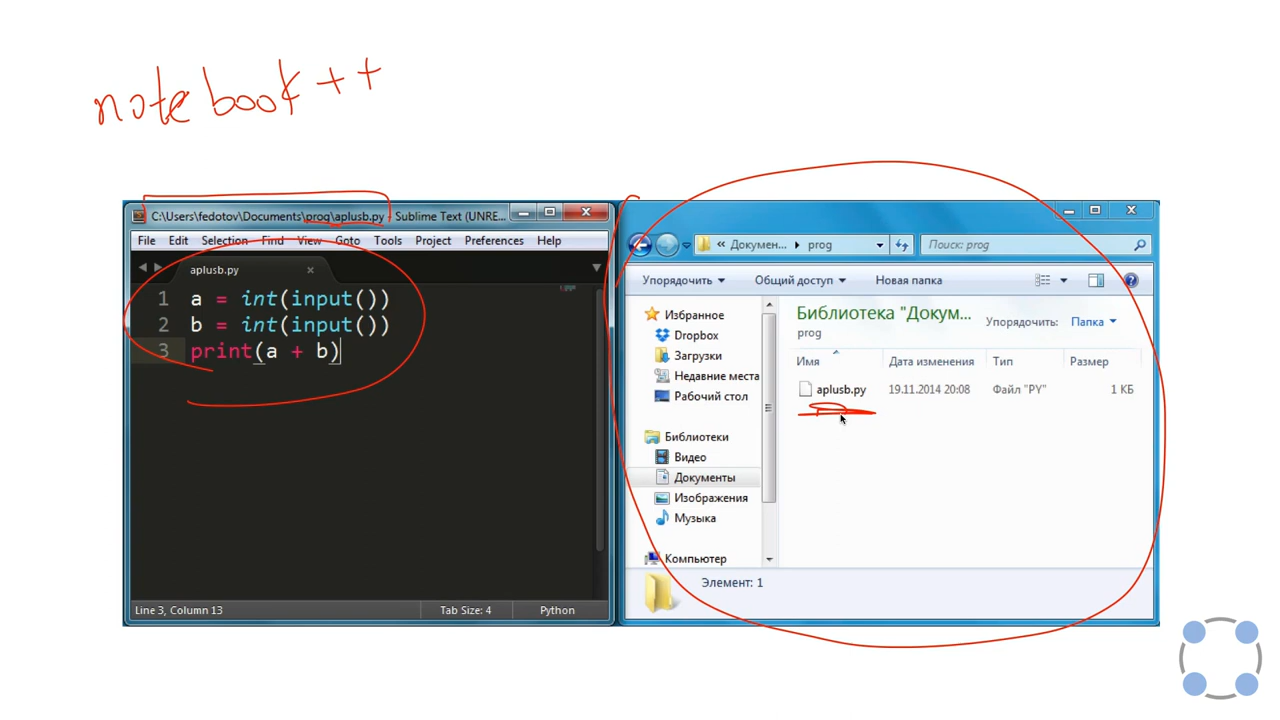 notebook++
C:\Users\fedotov\Documents\prog\aplusb.py - Sublime Text (UNRE...
File Edit Selection Find View Goto Tools Project Preferences Help
aplusb.py
1 a = int(input())
2 b = int(input())
3 print(a + b)
Line 3, Column 13 Tab Size: 4 Python
« Докумен... prog Поиск: prog
Упорядочить Общий доступ Новая папка
Избранное
Dropbox
Загрузки
Недавние места
Рабочий стол
Библиотеки
Видео
Документы
Изображения
Музыка
Компьютер
Библиотека "Докум...
prog
Упорядочить: Папка
Имя Дата изменения Тип Размер
aplusb.py 19.11.2014 20:08 Файл "PY" 1 КБ
Элемент: 1